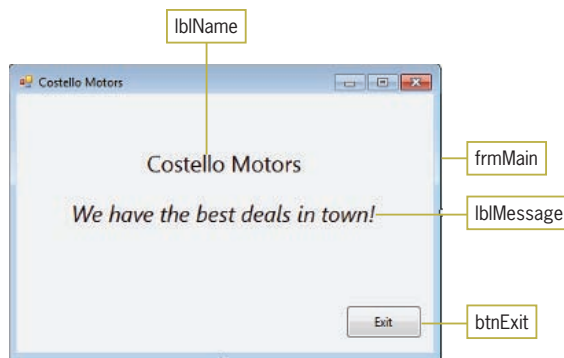 lblName
Costello Motors
Costello Motors
frmMain
We have the best deals in town!
lblMessage
Exit
btnExit